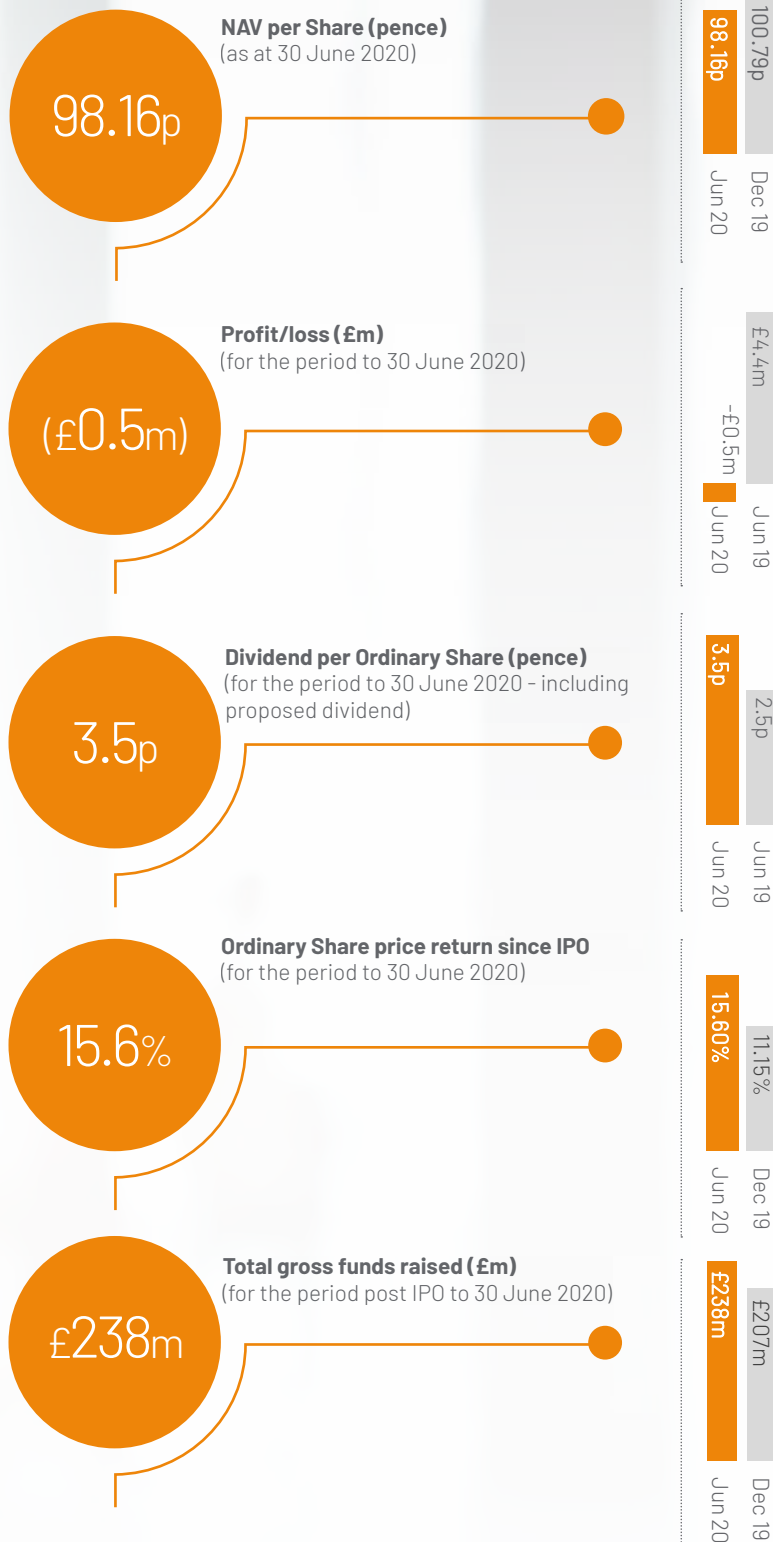 NAV per Share (pence)
(as at 30 June 2020)
98.16p
98.16p
Jun 20
100.79p
Dec 19
Profit/loss (£m)
(for the period to 30 June 2020)
(£0.5m)
-£0.5m
Jun 20
£4.4m
Jun 19
Dividend per Ordinary Share (pence)
(for the period to 30 June 2020 - including
proposed dividend)
3.5p
3.5p
Jun 20
2.5p
Jun 19
Ordinary Share price return since IPO
(for the period to 30 June 2020)
15.6%
15.60%
Jun 20
11.15%
Dec 19
Total gross funds raised (£m)
(for the period post IPO to 30 June 2020)
£238m
£238m
Jun 20
£207m
Dec 19